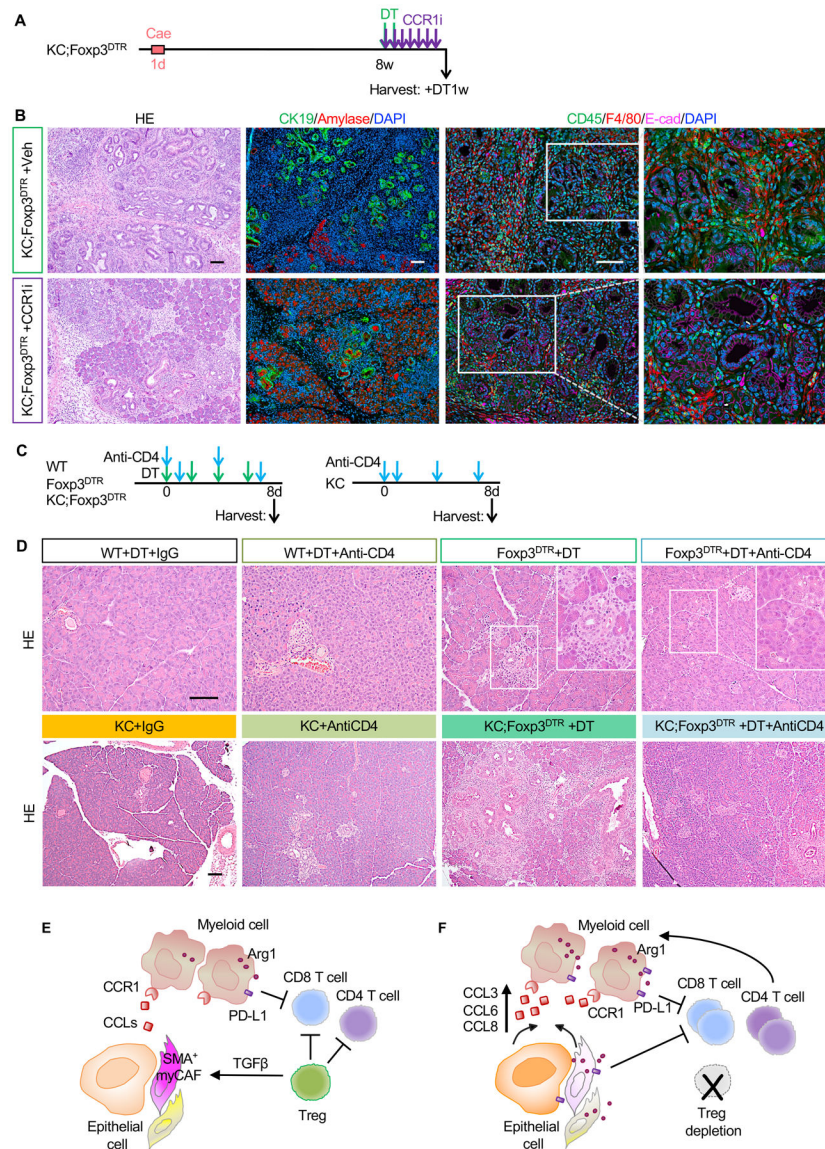 A
KC;Foxp3DTR
Cae
1d
DT
CCR1i
8w
Harvest: +DT1w
B
HE
CK19/Amylase/DAPI
CD45/F4/80/E-cad/DAPI
KC;Foxp3DTR +Veh
KC;Foxp3DTR +CCR1i
C
WT
Foxp3DTR
KC;Foxp3DTR
Anti-CD4
DT
0
8d
Harvest:
Anti-CD4
KC
0
8d
Harvest:
D
WT+DT+IgG
WT+DT+Anti-CD4
Foxp3DTR+DT
Foxp3DTR+DT+Anti-CD4
HE
KC+IgG
KC+AntiCD4
KC;Foxp3DTR +DT
KC;Foxp3DTR +DT+AntiCD4
HE
E
Myeloid cell
Arg1
CCR1
CD8 T cell
CD4 T cell
PD-L1
CCLs
SMA+
myCAF
TGFβ
Epithelial
cell
Treg
F
Myeloid cell
Arg1
CCL3
CCL6
CCL8
CCR1
PD-L1
CD8 T cell
CD4 T cell
Epithelial
cell
Treg
depletion